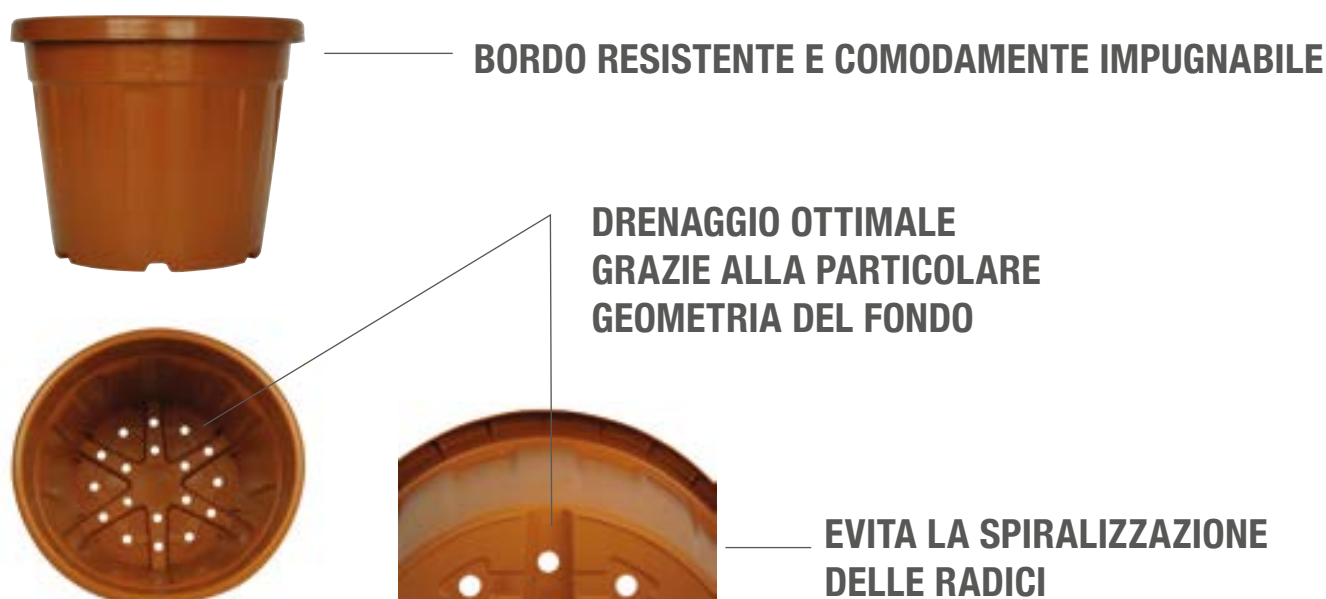 BORDO RESISTENTE E COMODAMENTE IMPUGNABILE
DRENAGGIO OTTIMALE
GRAZIE ALLA PARTICOLARE
GEOMETRIA DEL FONDO
EVITA LA SPIRALIZZAZIONE
DELLE RADICI